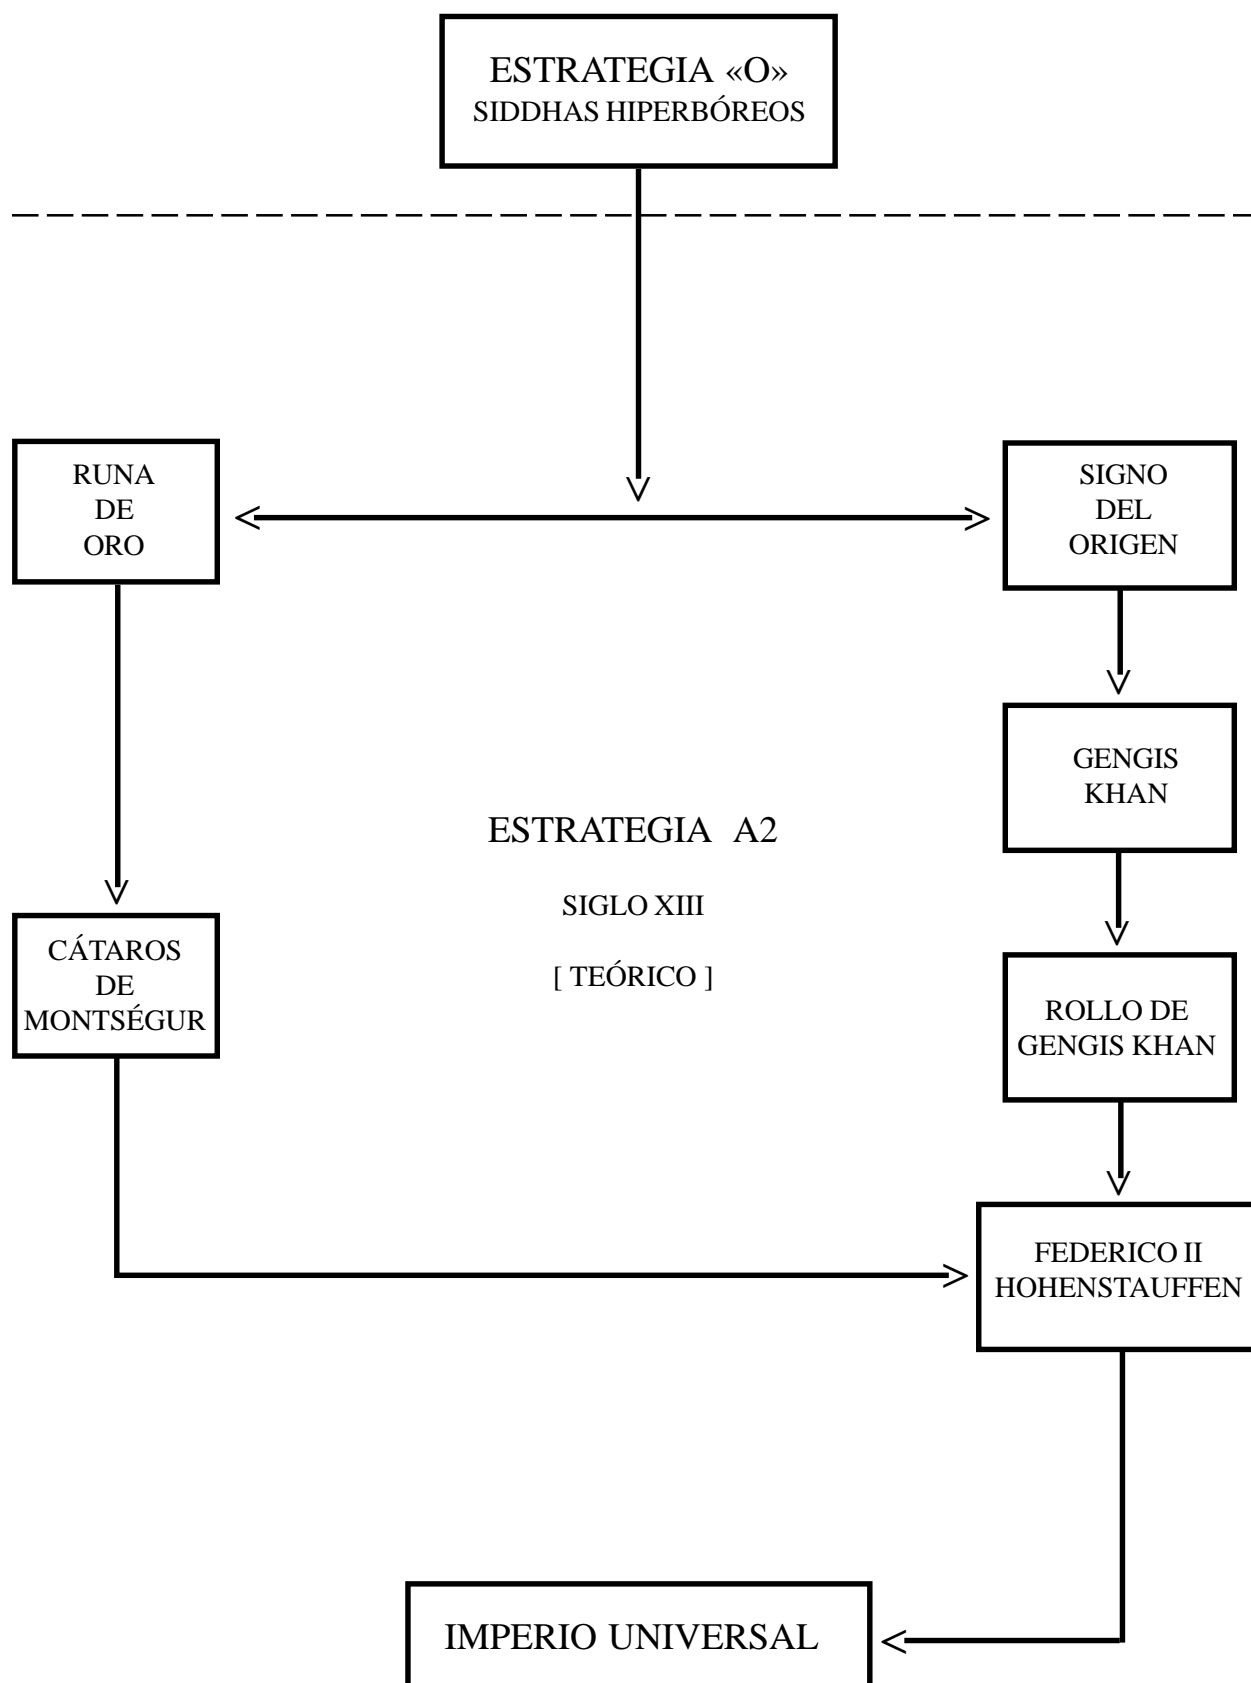 ESTRATEGIA «O»
SIDDHAS HIPERBÓREOS
RUNA
DE
ORO
SIGNO
DEL
ORIGEN
GENGIS
KHAN
ESTRATEGIA A2
SIGLO XIII
[ TEÓRICO ]
CÁTAROS
DE
MONTSÉGUR
ROLLO DE
GENGIS KHAN
FEDERICO II
HOHENSTAUFFEN
IMPERIO UNIVERSAL